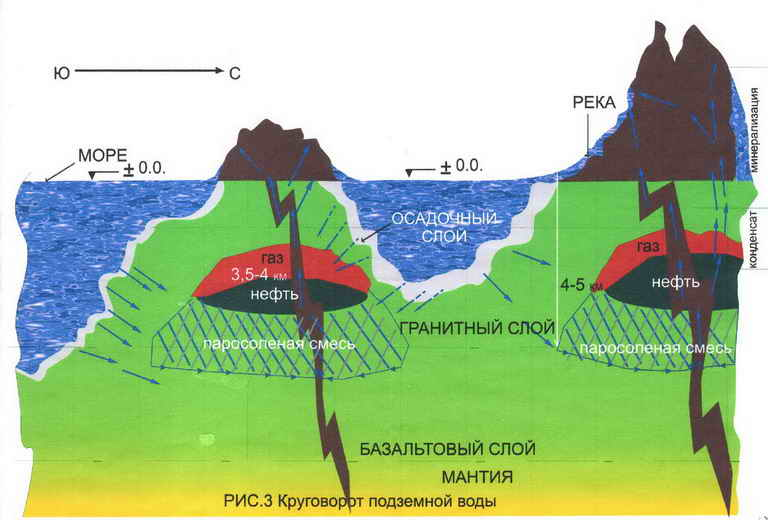 Ю
С
РЕКА
МОРЕ
± 0.0.
± 0.0.
минерализация
ОСАДОЧНЫЙ
СЛОЙ
конденсат
газ
3,5-4 км
нефть
газ
нефть
4-5 км
ГРАНИТНЫЙ СЛОЙ
паросоленая смесь
паросоленая смесь
БАЗАЛЬТОВЫЙ СЛОЙ
МАНТИЯ
РИС.3 Круговорот подземной воды